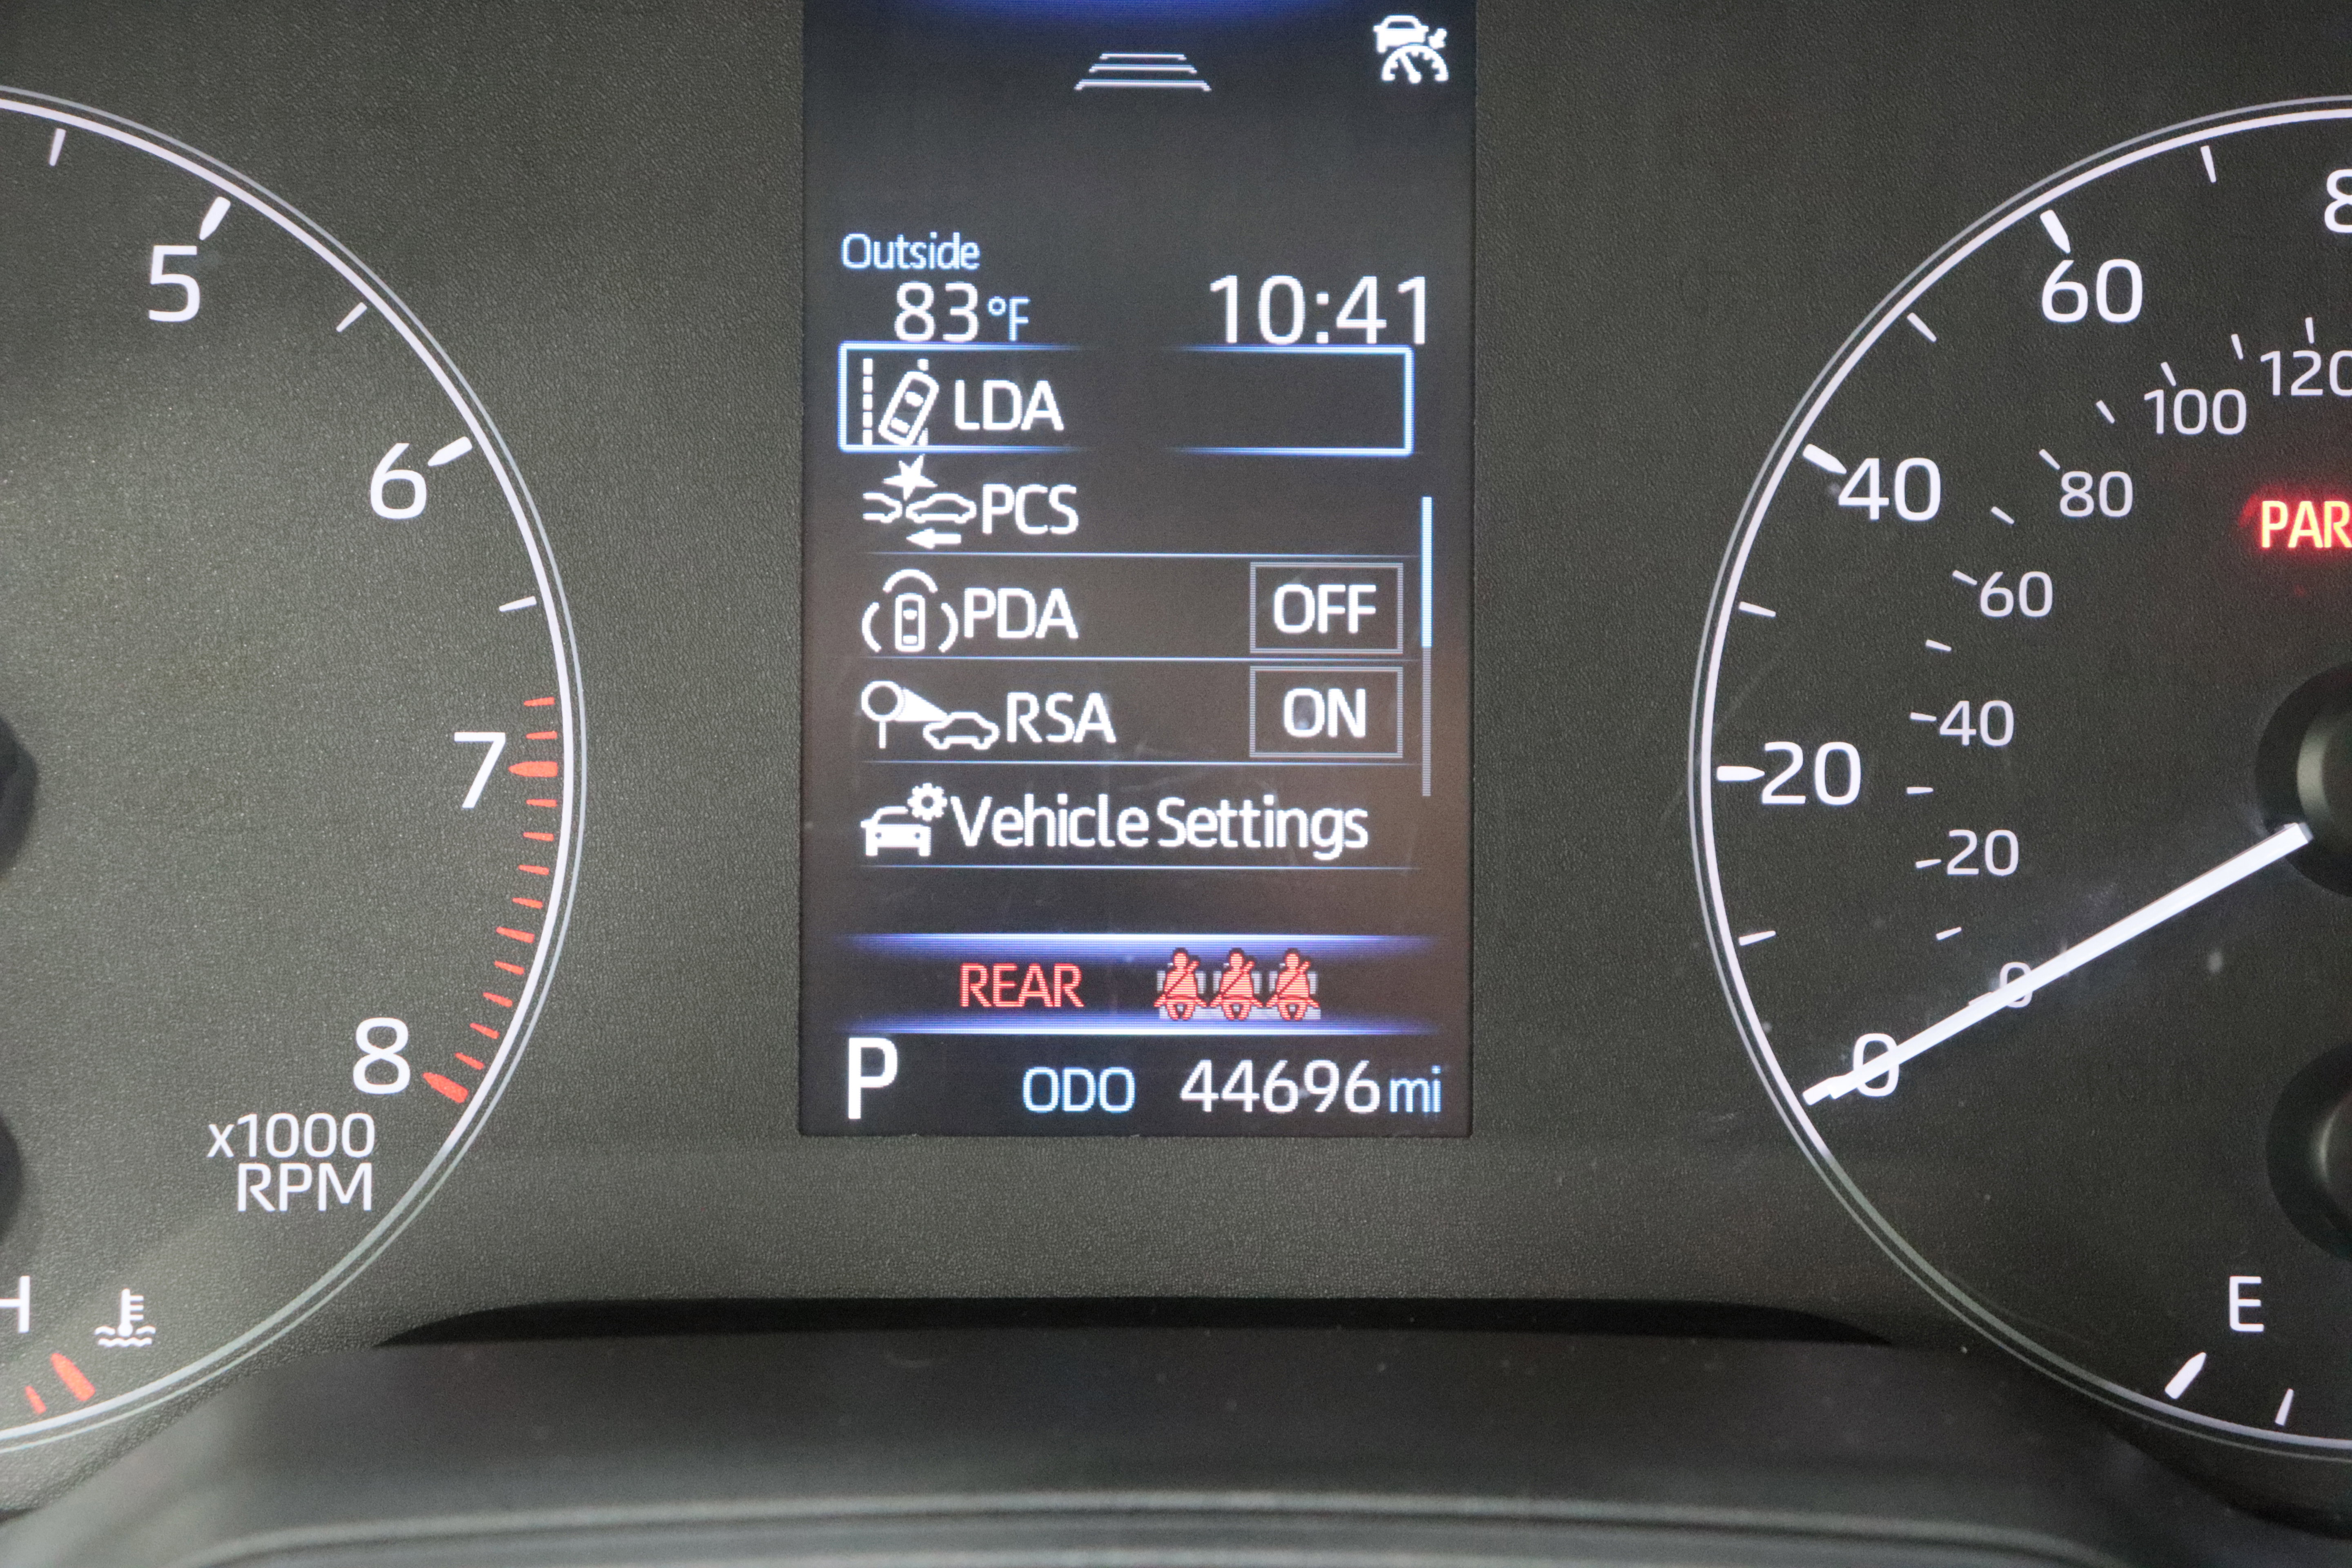 5
6
7
8
x1000
RPM
H
Outside
83°F 10:41
LDA
PCS
PDA OFF
RSA ON
Vehicle Settings
REAR
P ODO 44696 mi
60
40
20
0
120
100
80
60
40
20
0
E